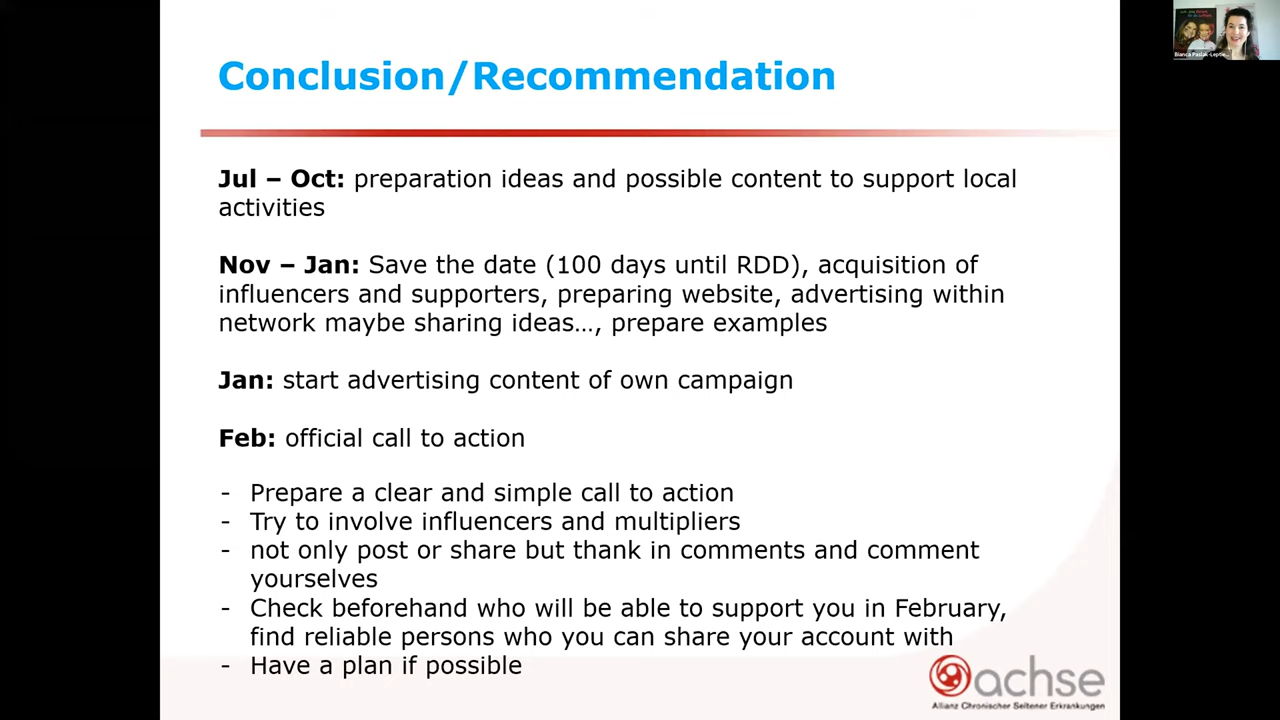 Conclusion/Recommendation
Jul – Oct: preparation ideas and possible content to support local
activities
Nov – Jan: Save the date (100 days until RDD), acquisition of
influencers and supporters, preparing website, advertising within
network maybe sharing ideas…, prepare examples
Jan: start advertising content of own campaign
Feb: official call to action
- Prepare a clear and simple call to action
- Try to involve influencers and multipliers
- not only post or share but thank in comments and comment
yourselves
- Check beforehand who will be able to support you in February,
find reliable persons who you can share your account with
- Have a plan if possible
achse
Allianz Chronischer Seltener Erkrankungen
Bianca